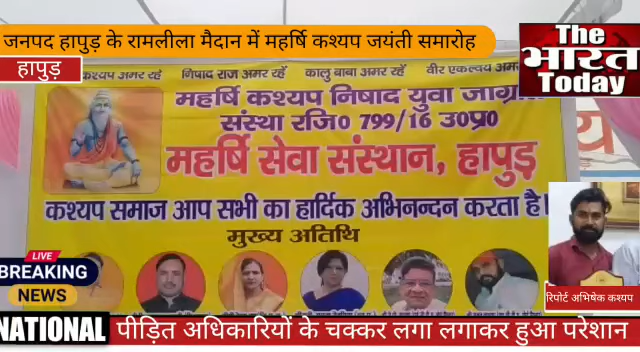 जनपद हापुड़ के रामलीला मैदान में महर्षि कश्यप जयंती समारोह
The
भारत
Today
हापुड़
कश्यप अमर रहें निषाद राज अमर रहें कालु बाबा अमर रहें वीर एकलव्य अमर
महर्षि कश्यप निषाद युवा
संस्था रजि० 799/16 उ०प्र०
महर्षि सेवा संस्थान, हापुड़
कश्यप समाज आप सभी का हार्दिक अभिनन्दन करता है।
मुख्य अतिथि
LIVE
BREAKING
NEWS
रिपोर्ट अभिषेक कश्यप
NATIONAL पीड़ित अधिकारियों के चक्कर लगा लगाकर हुआ परेशान